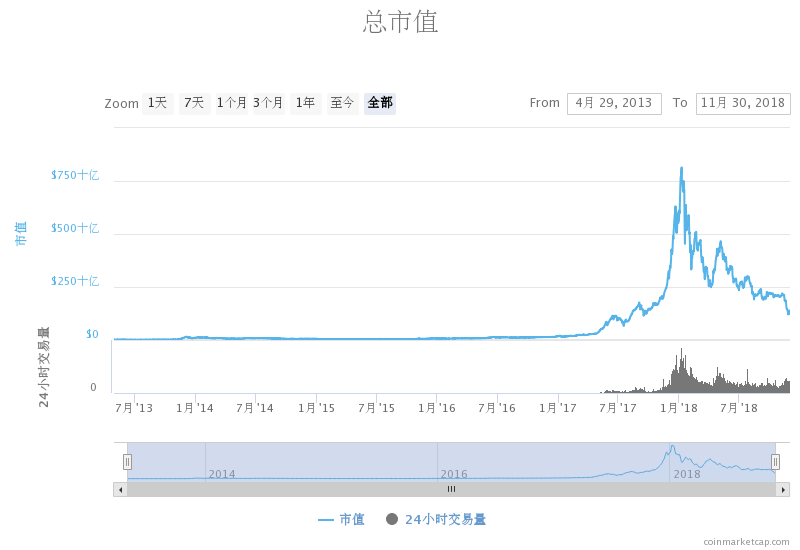 总市值
Zoom 1天 7天 1个月 3个月 1年 至今 全部 From 4月 29, 2013 To 11月 30, 2018
$750十亿
$500十亿
$250十亿
$0
市值
0
24小时交易量
7月'13 1月'14 7月'14 1月'15 7月'15 1月'16 7月'16 1月'17 7月'17 1月'18 7月'18
2014 2016 2018
市值 24小时交易量
coinmarketcap.com